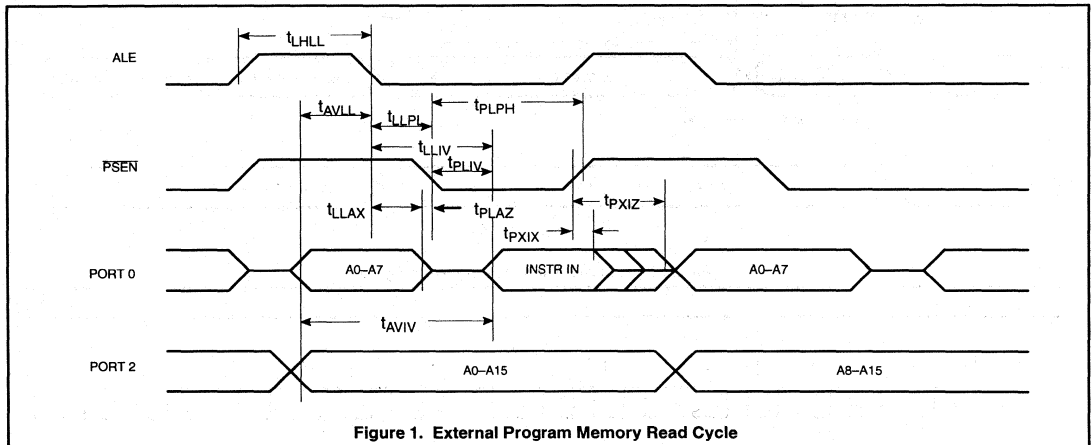 tLHLL
ALE
tAVLL
tLLPL
tPLPH
tLLIV
PSEN
tPLIV
tLLAX
tPLAZ
tPXIZ
tPXIX
PORT 0
A0–A7
INSTR IN
A0–A7
tAVIV
PORT 2
A0–A15
A8–A15
Figure 1. External Program Memory Read Cycle